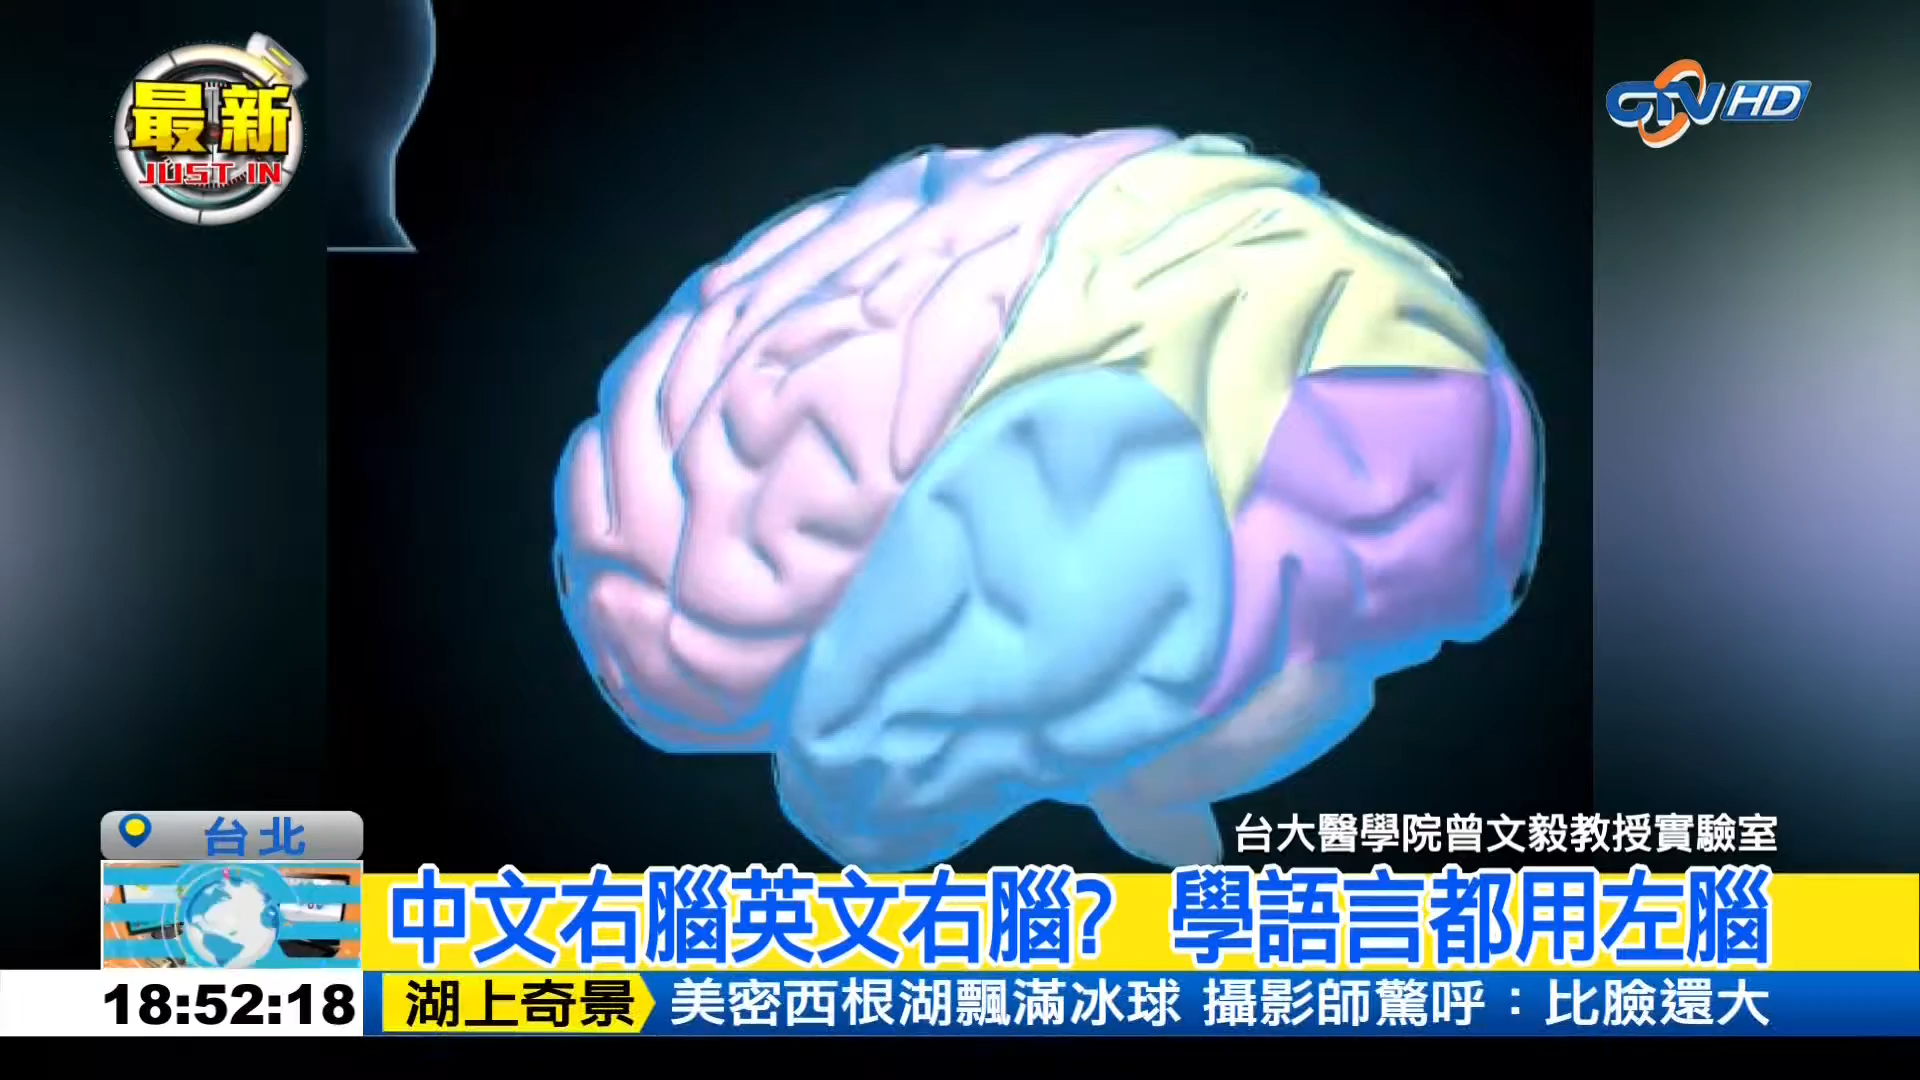 最新
JUST IN
CTV HD
台北
台大醫學院曾文毅教授實驗室
中文右腦英文右腦? 學語言都用左腦
18:52:18
湖上奇景
美密西根湖飄滿冰球 攝影師驚呼：比臉還大